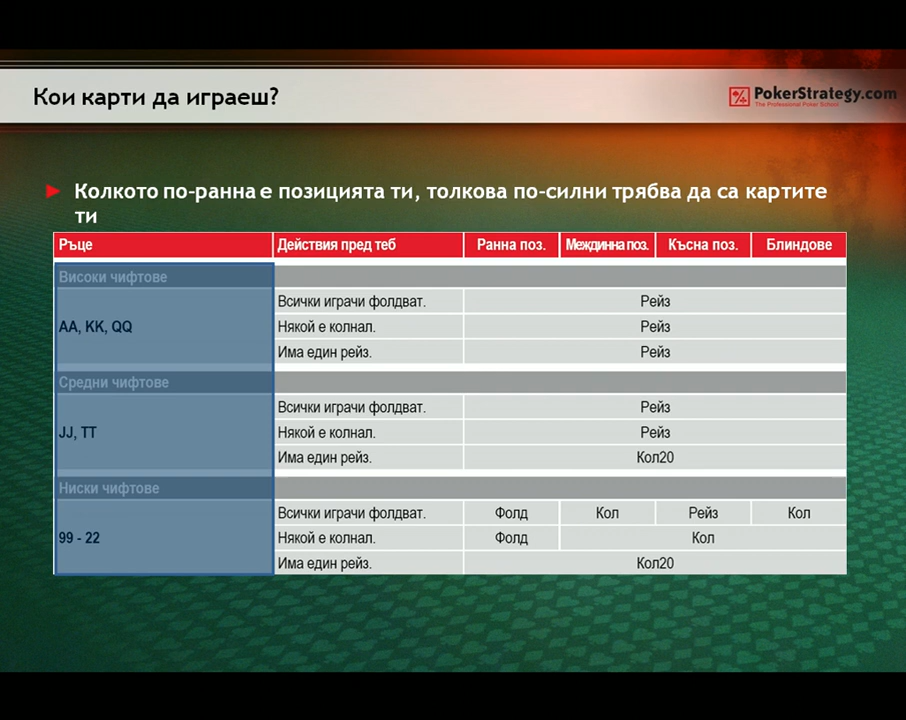 Кои карти да играеш?
PokerStrategy.com
The Professional Poker School
Колкото по-ранна е позицията ти, толкова по-силни трябва да са картите
ти
Ръце Действия пред теб Ранна поз. Междинна поз. Късна поз. Блиндове
Високи чифтове
Всички играчи фолдват. Рейз
AA, KK, QQ Някой е колнал. Рейз
Има един рейз. Рейз
Средни чифтове
Всички играчи фолдват. Рейз
JJ, TT Някой е колнал. Рейз
Има един рейз. Кол20
Ниски чифтове
Всички играчи фолдват. Фолд Кол Рейз Кол
99 - 22 Някой е колнал. Фолд Кол
Има един рейз. Кол20